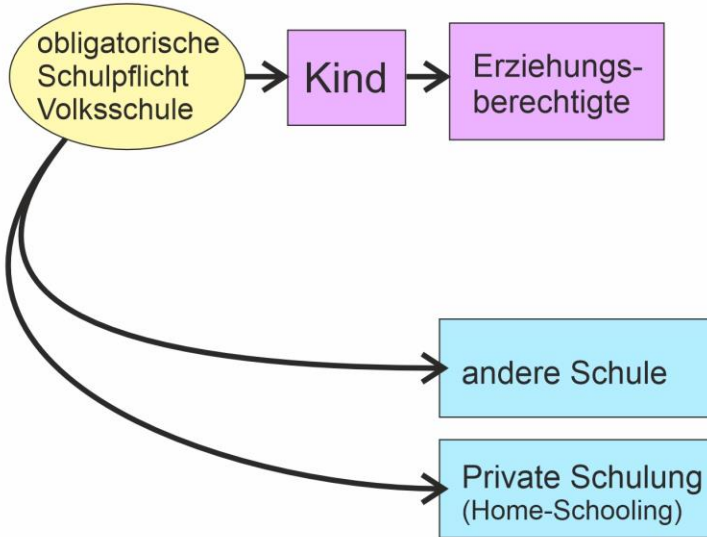 obligatorische
Schulpflicht
Volksschule
Kind
Erziehungs-
berechtigte
andere Schule
Private Schulung
(Home-Schooling)